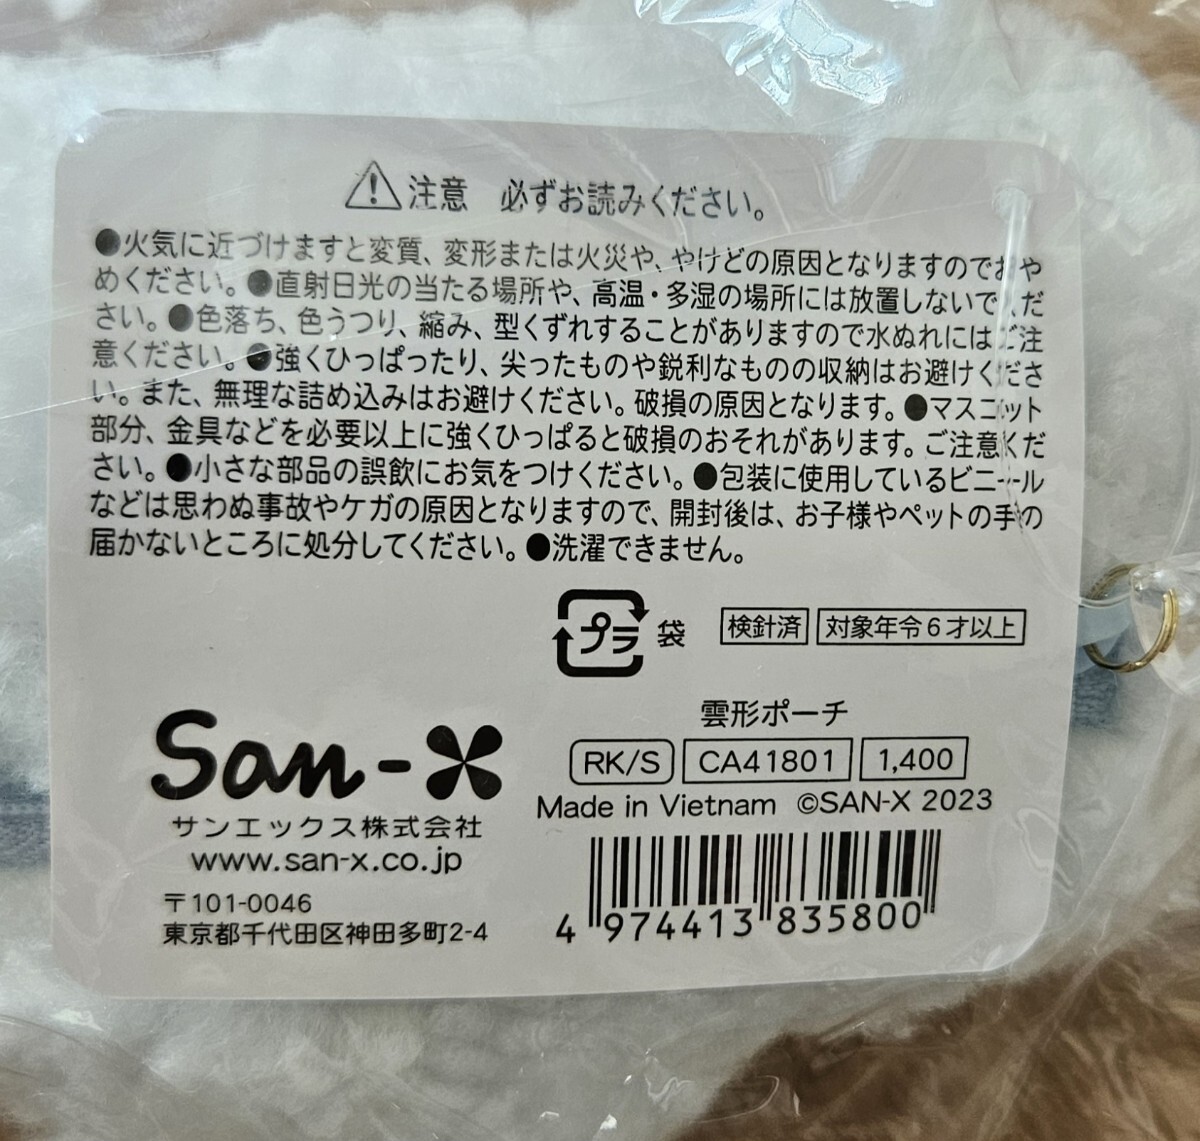 注意 必ずお読みください。
●火気に近づけますと変質、変形または火災や、やけどの原因となりますのでおや
めください。●直射日光の当たる場所や、高温・多湿の場所には放置しないでくだ
さい。●色落ち、色うつり、縮み、型くずれすることがありますので水ぬれにはご注
意ください。●強くひっぱったり、尖ったものや鋭利なものの収納はお避けくださ
い。また、無理な詰め込みはお避けください。破損の原因となります。●マスコット
部分、金具などを必要以上に強くひっぱると破損のおそれがあります。ご注意くだ
さい。●小さな部品の誤飲にお気をつけください。●包装に使用しているビニール
などは思わぬ事故やケガの原因となりますので、開封後は、お子様やペットの手の
届かないところに処分してください。●洗濯できません。
プラ 袋 検針済 対象年令6才以上
雲形ポーチ
RK/S CA41801 1,400
Made in Vietnam ©SAN-X 2023
4 974413 835800
San-X
サンエックス株式会社
www.san-x.co.jp
〒101-0046
東京都千代田区神田多町2-4